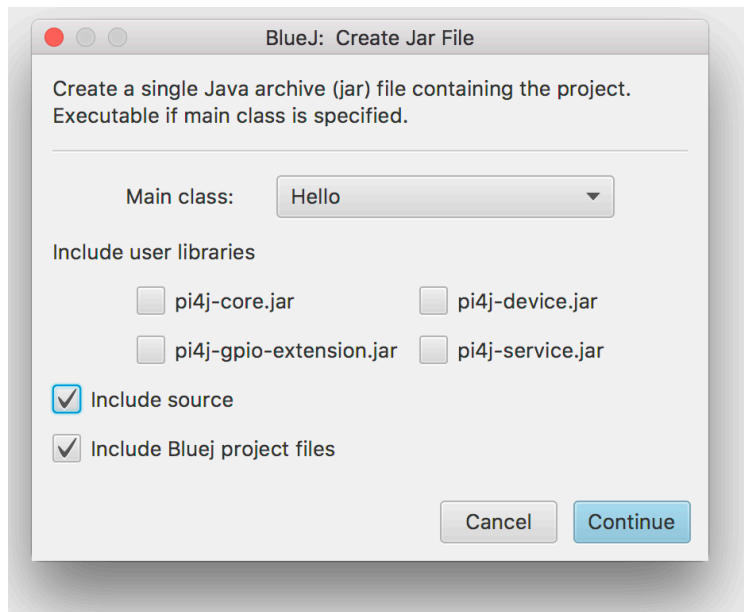 BlueJ: Create Jar File
Create a single Java archive (jar) file containing the project.
Executable if main class is specified.
Main class: Hello
Include user libraries
pi4j-core.jar pi4j-device.jar
pi4j-gpio-extension.jar pi4j-service.jar
Include source
Include Bluej project files
Cancel Continue